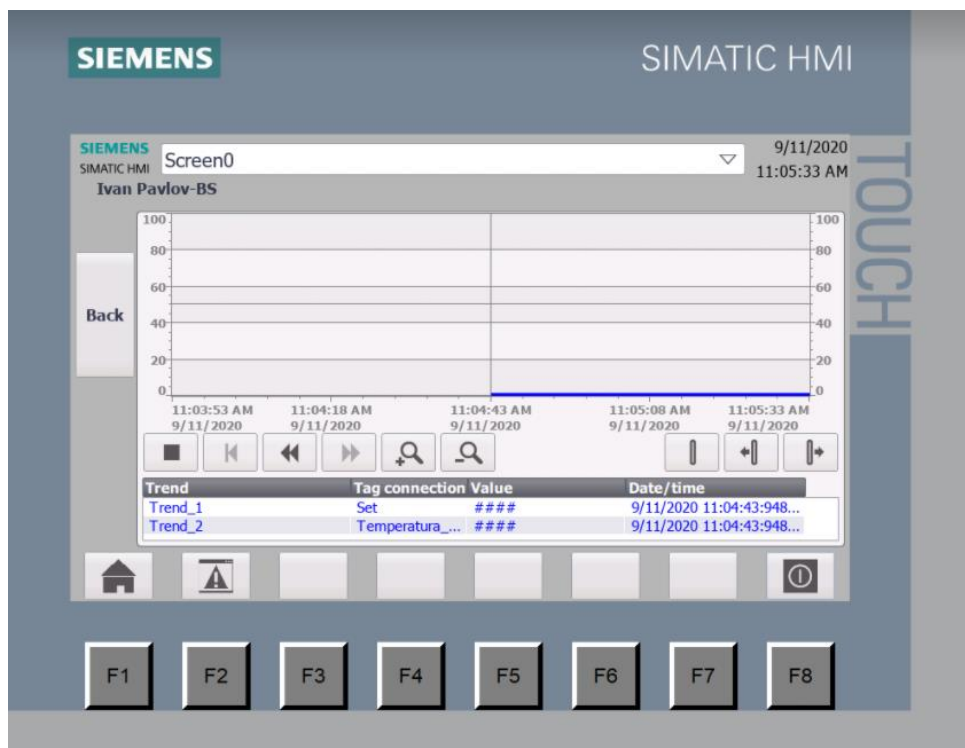 SIEMENS
SIMATIC HMI
SIEMENS
SIMATIC HMI
Screen0
9/11/2020
11:05:33 AM
Ivan Pavlov-BS
TOUCH
Back
100
80
60
40
20
0
100
80
60
40
20
0
11:03:53 AM 11:04:18 AM 11:04:43 AM 11:05:08 AM 11:05:33 AM
9/11/2020 9/11/2020 9/11/2020 9/11/2020 9/11/2020
Trend Tag connection Value Date/time
Trend_1 Set #### 9/11/2020 11:04:43:948...
Trend_2 Temperatura_... #### 9/11/2020 11:04:43:948...
F1 F2 F3 F4 F5 F6 F7 F8